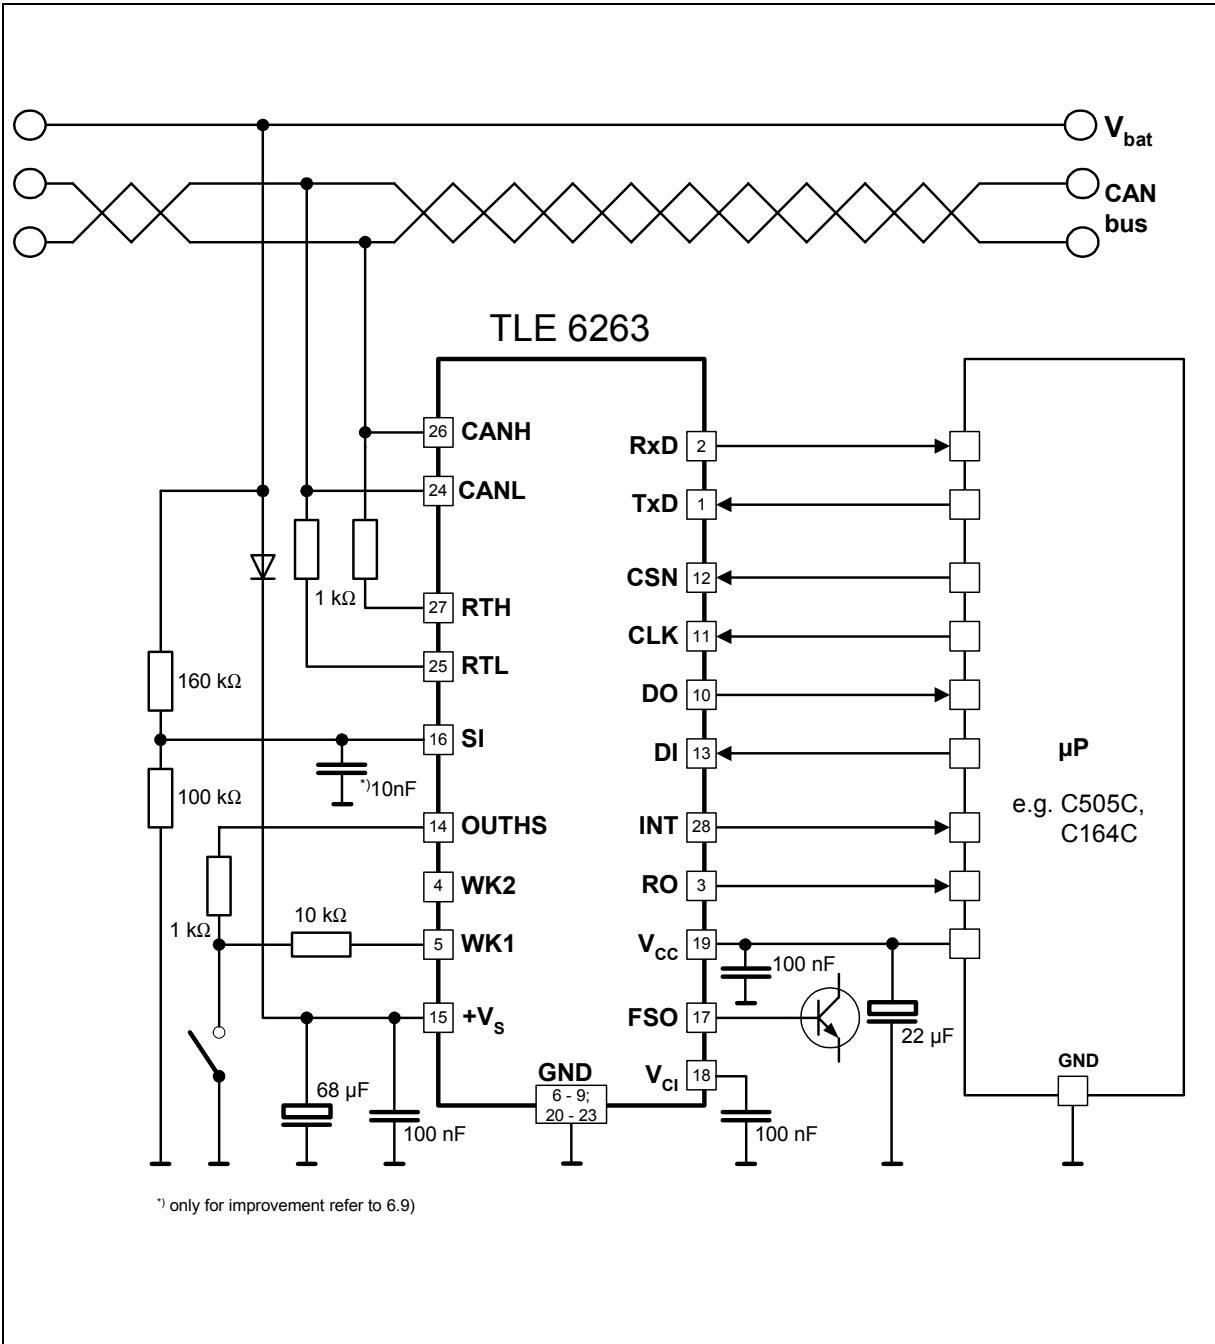 V_bat
CAN
bus
TLE 6263
26 CANH
RxD 2
24 CANL
TxD 1
CSN 12
1 kΩ
27 RTH
CLK 11
25 RTL
160 kΩ
DO 10
16 SI
DI 13
µP
*)10nF
100 kΩ
e.g. C505C,
C164C
14 OUTHS
INT 28
4 WK2
RO 3
10 kΩ
1 kΩ
5 WK1
V_CC 19
100 nF
15 +V_S
FSO 17
22 µF
GND
V_CI 18
GND
6 - 9;
20 - 23
68 µF
100 nF
100 nF
*) only for improvement refer to 6.9)